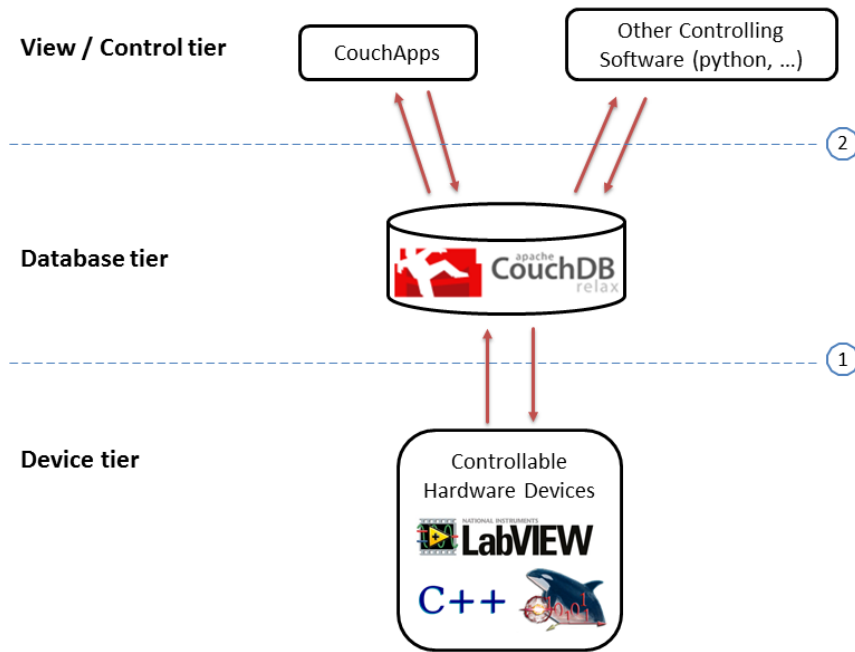 View / Control tier
CouchApps
Other Controlling
Software (python, ...)
2
Database tier
apache
CouchDB
relax
1
Device tier
Controllable
Hardware Devices
NATIONAL INSTRUMENTS
LabVIEW
C++